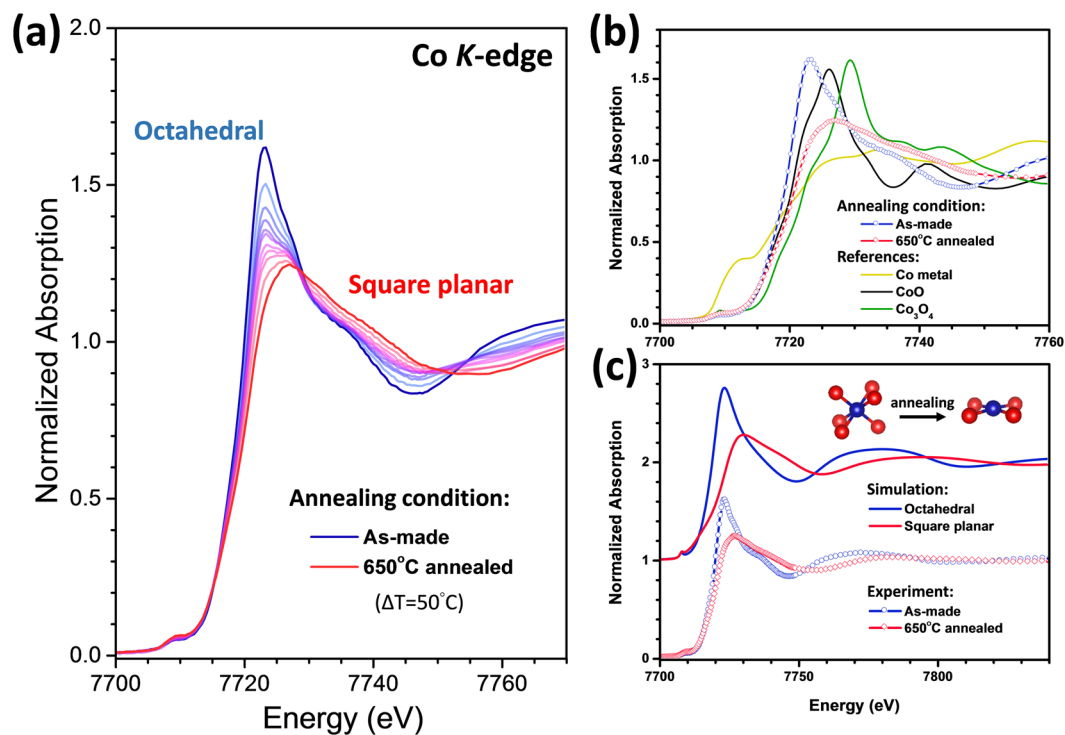 (a)
Co K-edge
Octahedral
Square planar
Annealing condition:
As-made
650°C annealed
(ΔT=50°C)
2.0
1.5
1.0
0.5
0.0
7700
7720
7740
7760
Normalized Absorption
Energy (eV)
(b)
1.5
1.0
0.5
0.0
7700
7720
7740
7760
Normalized Absorption
Annealing condition:
As-made
650°C annealed
References:
Co metal
CoO
Co₃O₄
(c)
annealing
3
2
1
0
7700
7750
7800
Normalized Absorption
Energy (eV)
Simulation:
Octahedral
Square planar
Experiment:
As-made
650°C annealed